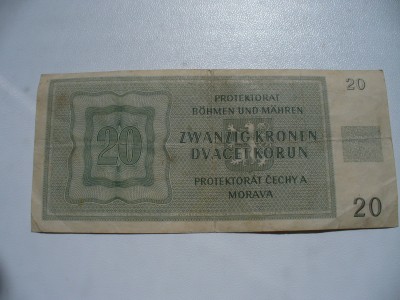 20
PROTEKTORAT
BÖHMEN UND MÄHREN
20
ZWANZIG KRONEN
DVACET KORUN
PROTEKTORÁT ČECHY A
MORAVA
20